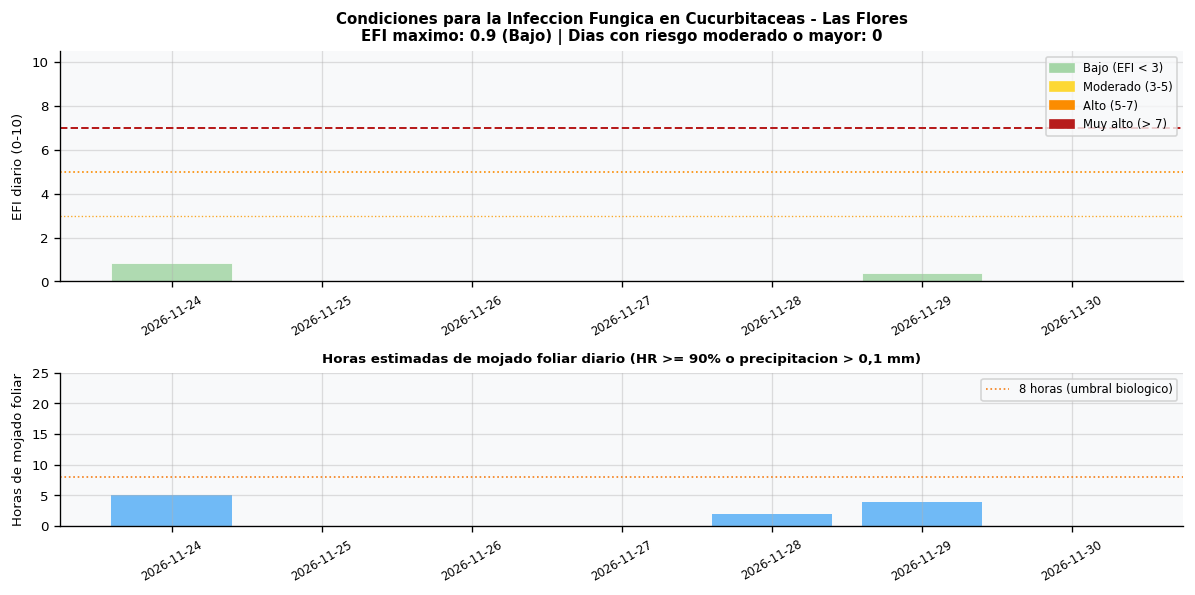 Condiciones para la Infeccion Fungica en Cucurbitaceas - Las Flores
EFI maximo: 0.9 (Bajo) | Dias con riesgo moderado o mayor: 0
EFI diario (0-10)
10
8
6
4
2
0
Bajo (EFI < 3)
Moderado (3-5)
Alto (5-7)
Muy alto (> 7)
2026-11-24
2026-11-25
2026-11-26
2026-11-27
2026-11-28
2026-11-29
2026-11-30
Horas estimadas de mojado foliar diario (HR >= 90% o precipitacion > 0,1 mm)
Horas de mojado foliar
25
20
15
10
5
0
8 horas (umbral biologico)
2026-11-24
2026-11-25
2026-11-26
2026-11-27
2026-11-28
2026-11-29
2026-11-30